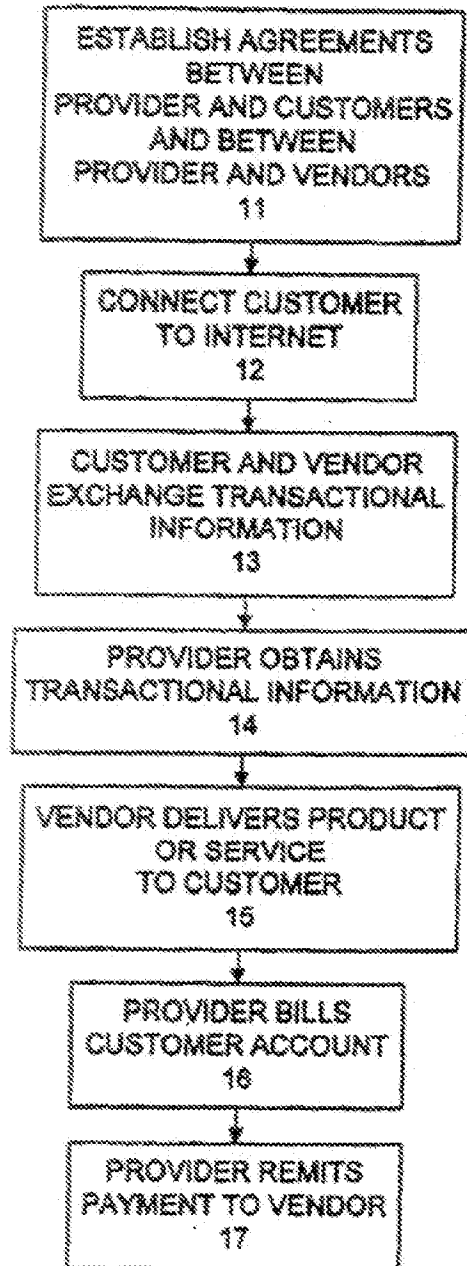 ESTABLISH AGREEMENTS
BETWEEN
PROVIDER AND CUSTOMERS
AND BETWEEN
PROVIDER AND VENDORS
11
CONNECT CUSTOMER
TO INTERNET
12
CUSTOMER AND VENDOR
EXCHANGE TRANSACTIONAL
INFORMATION
13
PROVIDER OBTAINS
TRANSACTIONAL INFORMATION
14
VENDOR DELIVERS PRODUCT
OR SERVICE
TO CUSTOMER
15
PROVIDER BILLS
CUSTOMER ACCOUNT
16
PROVIDER REMITS
PAYMENT TO VENDOR
17